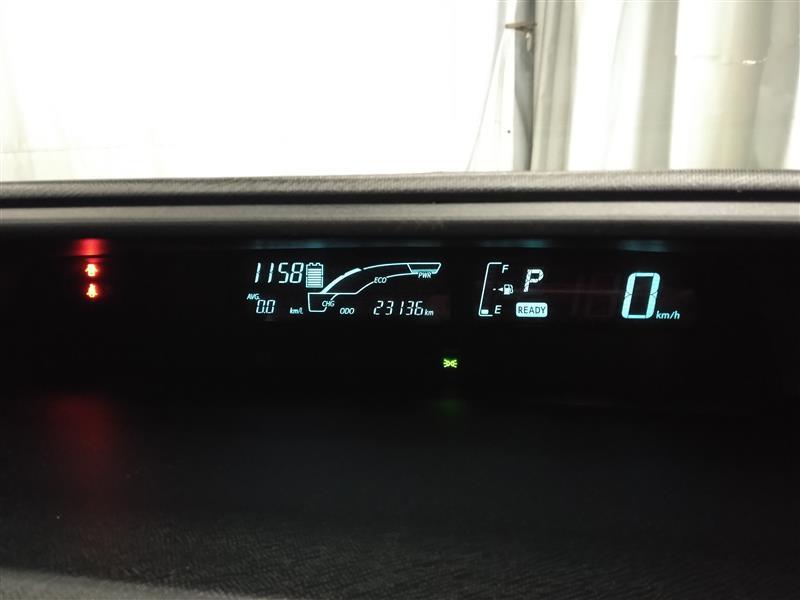 1158
PWR
ECO
AVG
0.0 km/L
CHG
ODO 23136 km
F
E
P
READY
0 km/h